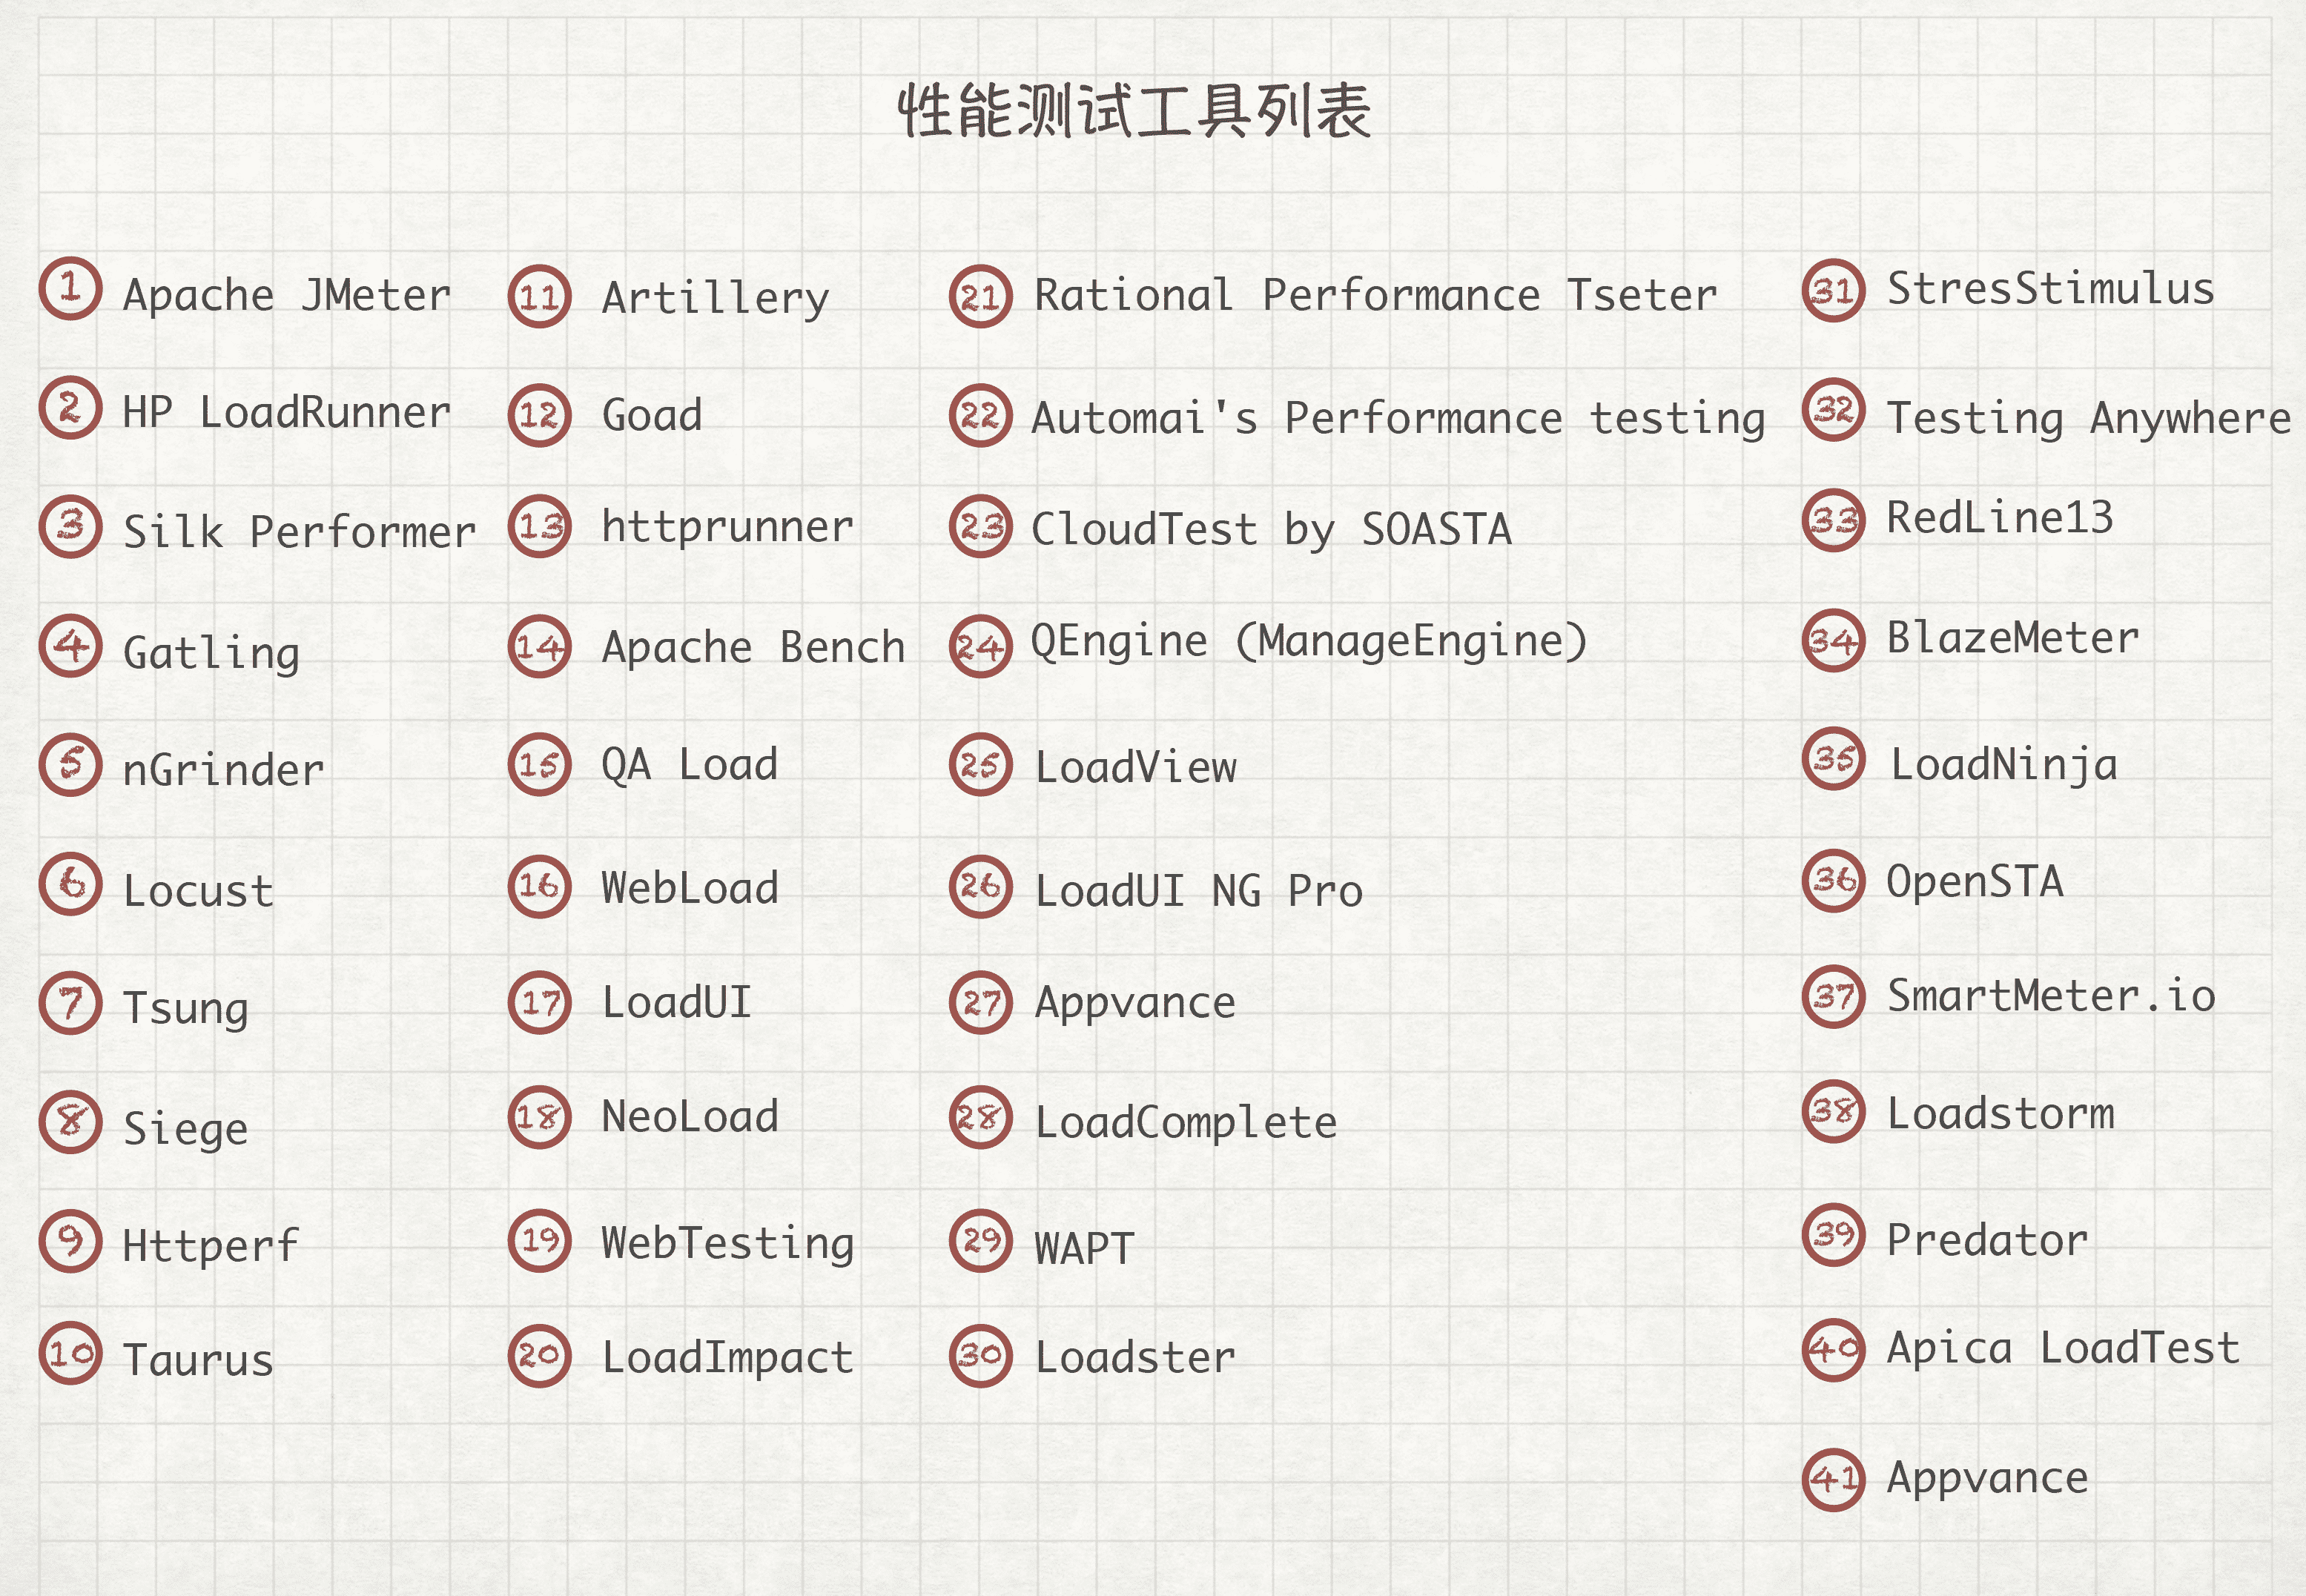 性能测试工具列表
1 Apache JMeter
2 HP LoadRunner
3 Silk Performer
4 Gatling
5 nGrinder
6 Locust
7 Tsung
8 Siege
9 Httperf
10 Taurus
11 Artillery
12 Goad
13 httprunner
14 Apache Bench
15 QA Load
16 WebLoad
17 LoadUI
18 NeoLoad
19 WebTesting
20 LoadImpact
21 Rational Performance Tseter
22 Automai's Performance testing
23 CloudTest by SOASTA
24 QEngine (ManageEngine)
25 LoadView
26 LoadUI NG Pro
27 Appvance
28 LoadComplete
29 WAPT
30 Loadster
31 StresStimulus
32 Testing Anywhere
33 RedLine13
34 BlazeMeter
35 LoadNinja
36 OpenSTA
37 SmartMeter.io
38 Loadstorm
39 Predator
40 Apica LoadTest
41 Appvance